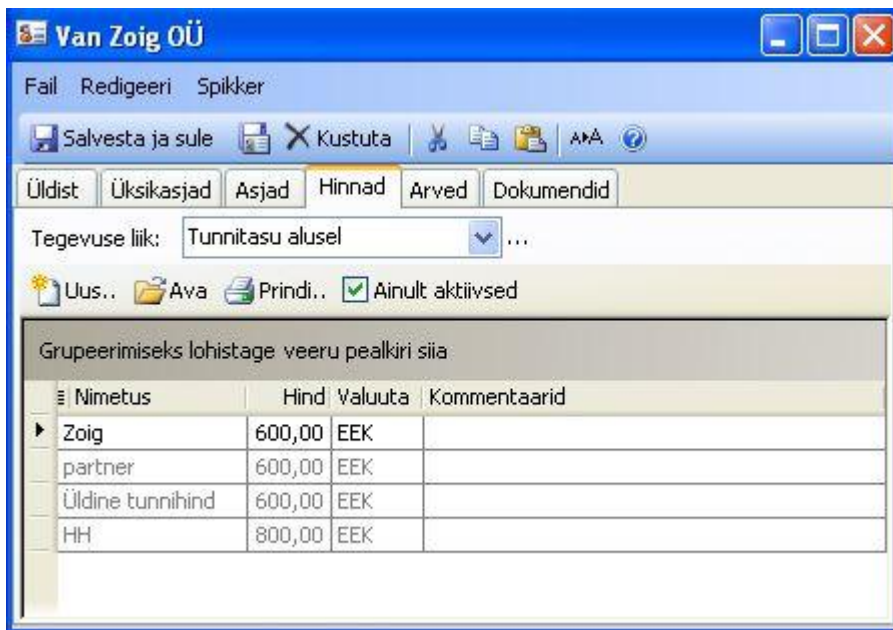 Van Zoig OÜ
Fail Redigeeri Spikker
Salvesta ja sule Kustuta A▸A
Üldist Üksikasjad Asjad Hinnad Arved Dokumendid
Tegevuse liik: Tunnitasu alusel ...
Uus.. Ava Prindi.. Ainult aktiivsed
Grupeerimiseks lohistage veeru pealkiri siia
Nimetus Hind Valuuta Kommentaarid
Zoig 600,00 EEK
partner 600,00 EEK
Üldine tunnihind 600,00 EEK
HH 800,00 EEK